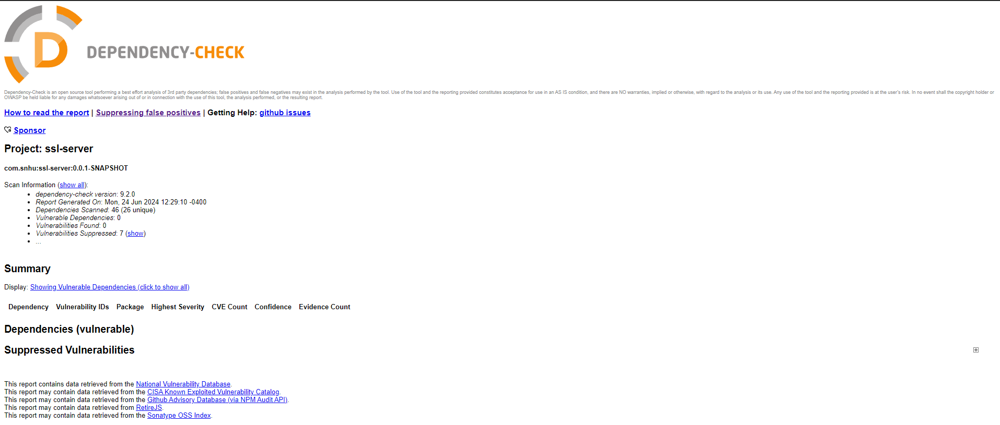 D
DEPENDENCY-CHECK
Dependency-Check is an open source tool performing a best effort analysis of 3rd party dependencies; false positives and false negatives may exist in the analysis performed by the tool. Use of the tool and the reporting provided constitutes acceptance for use in an AS IS condition, and there are NO warranties, implied or otherwise, with regard to the analysis or its use. Any use of the tool and the reporting provided is at the user's risk. In no event shall the copyright holder or
OWASP be held liable for any damages whatsoever arising out of or in connection with the use of this tool, the analysis performed, or the resulting report.
How to read the report | Suppressing false positives | Getting Help: github issues
Sponsor
Project: ssl-server
com.snhu:ssl-server:0.0.1-SNAPSHOT
Scan Information (show all):
• dependency-check version: 9.2.0
• Report Generated On: Mon, 24 Jun 2024 12:29:10 -0400
• Dependencies Scanned: 46 (26 unique)
• Vulnerable Dependencies: 0
• Vulnerabilities Found: 0
• Vulnerabilities Suppressed: 7 (show)
• ...
Summary
Display: Showing Vulnerable Dependencies (click to show all)
Dependency Vulnerability IDs Package Highest Severity CVE Count Confidence Evidence Count
Dependencies (vulnerable)
Suppressed Vulnerabilities
This report contains data retrieved from the National Vulnerability Database.
This report may contain data retrieved from the CISA Known Exploited Vulnerability Catalog.
This report may contain data retrieved from the Github Advisory Database (via NPM Audit API).
This report may contain data retrieved from RetireJS.
This report may contain data retrieved from the Sonatype OSS Index.